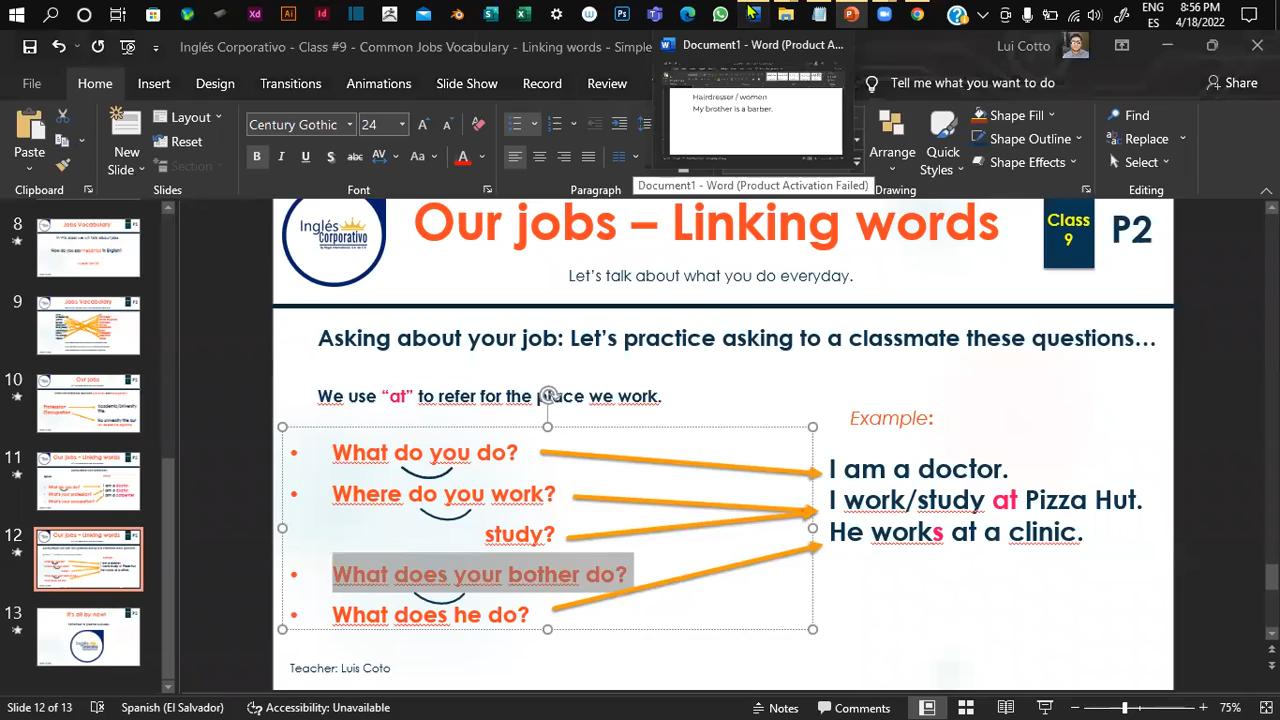 ENG 8:56 PM
ES 4/18/2022
Inglés Corporativo - Class #9 - Common Jobs Vocabulary - Linking words - Simple
Document1 - Word (Product A...
Lui Cotto
Hairdresser / women
My brother is a barber.
Home Insert Design Transitions Animations Slide Show Record Review Tell me what you want to do Share
Paste
New Slide
Layout
Reset
Section
Century Goth 24
Arrange
Quick Styles
Shape Fill
Shape Outline
Shape Effects
Find
Replace
Select
Clipboard Slides Font Paragraph Drawing Editing
Document1 - Word (Product Activation Failed)
8
Jobs Vocabulary
9
Jobs Vocabulary
10
Our jobs
11
Our jobs - Linking words
12
Our jobs - Linking words
13
It's all by now!
Inglés Corporativo
Our jobs – Linking words
Class 9
P2
Let's talk about what you do everyday.
Asking about your job: Let's practice asking to a classmate these questions...
We use “at” to refer for the place we work.
Example:
• What do you do?
• Where do you work?
study?
• What does your bother do?
• What does he do?
I am a doctor.
I work/study at Pizza Hut.
He works at a clinic.
Teacher: Luis Coto
Slide 12 of 13 Spanish (El Salvador) Accessibility: Unavailable Notes Comments 75%